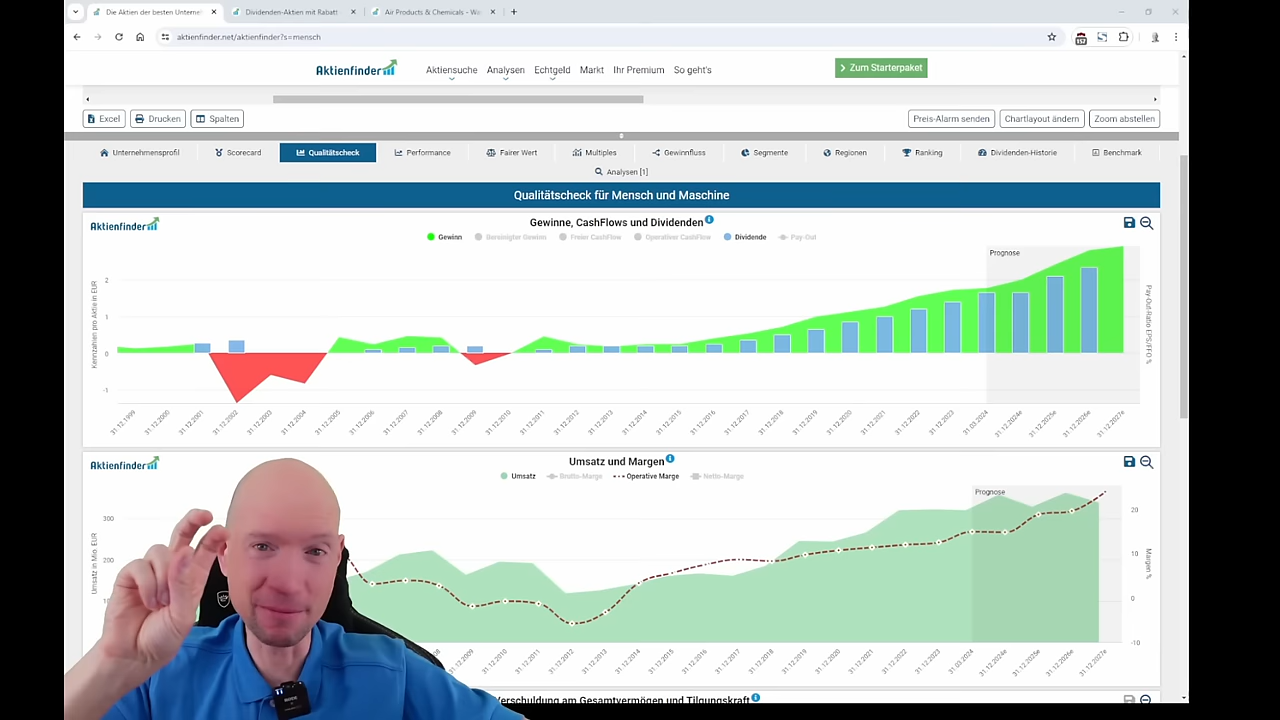 Die Aktien der besten Unterne
Dividenden-Aktien mit Rabatt
Air Products & Chemicals - Wa
aktienfinder.net/aktienfinder?s=mensch
157
Aktienfinder
Aktiensuche Analysen Echtgeld Markt Ihr Premium So geht's
Zum Starterpaket
Excel Drucken Spalten
Preis-Alarm senden Chartlayout ändern Zoom abstellen
Unternehmensprofil Scorecard Qualitätscheck Performance Fairer Wert Multiples Gewinnfluss Segmente Regionen Ranking Dividenden-Historie Benchmark
Analysen [1]
Qualitätscheck für Mensch und Maschine
Aktienfinder
Gewinne, CashFlows und Dividenden
Gewinn Bereinigter Gewinn Freier CashFlow Operativer CashFlow Dividende Pay-Out
Kennzahlen pro Aktie in EUR
2
1
0
-1
Prognose
Pay-Out-Ratio EPS/FFO %
31.12.1999 31.12.2000 31.12.2001 31.12.2002 31.12.2003 31.12.2004 31.12.2005 31.12.2006 31.12.2007 31.12.2008 31.12.2009 31.12.2010 31.12.2011 31.12.2012 31.12.2013 31.12.2014 31.12.2015 31.12.2016 31.12.2017 31.12.2018 31.12.2019 31.12.2020 31.12.2021 31.12.2022 31.12.2023 31.03.2024 31.12.2024e 31.12.2025e 31.12.2026e 31.12.2027e
Aktienfinder
Umsatz und Margen
Umsatz Brutto-Marge Operative Marge Netto-Marge
Umsatz in Mio. EUR
300
200
10
Prognose
20
10
0
-10
Margen %
2009 31.12.2010 31.12.2011 31.12.2012 31.12.2013 31.12.2014 31.12.2015 31.12.2016 31.12.2017 31.12.2018 31.12.2019 31.12.2020 31.12.2021 31.12.2022 31.12.2023 31.03.2024 31.12.2024e 31.12.2025e 31.12.2026e 31.12.2027e
Verschuldung am Gesamtvermögen und Tilgungskraft